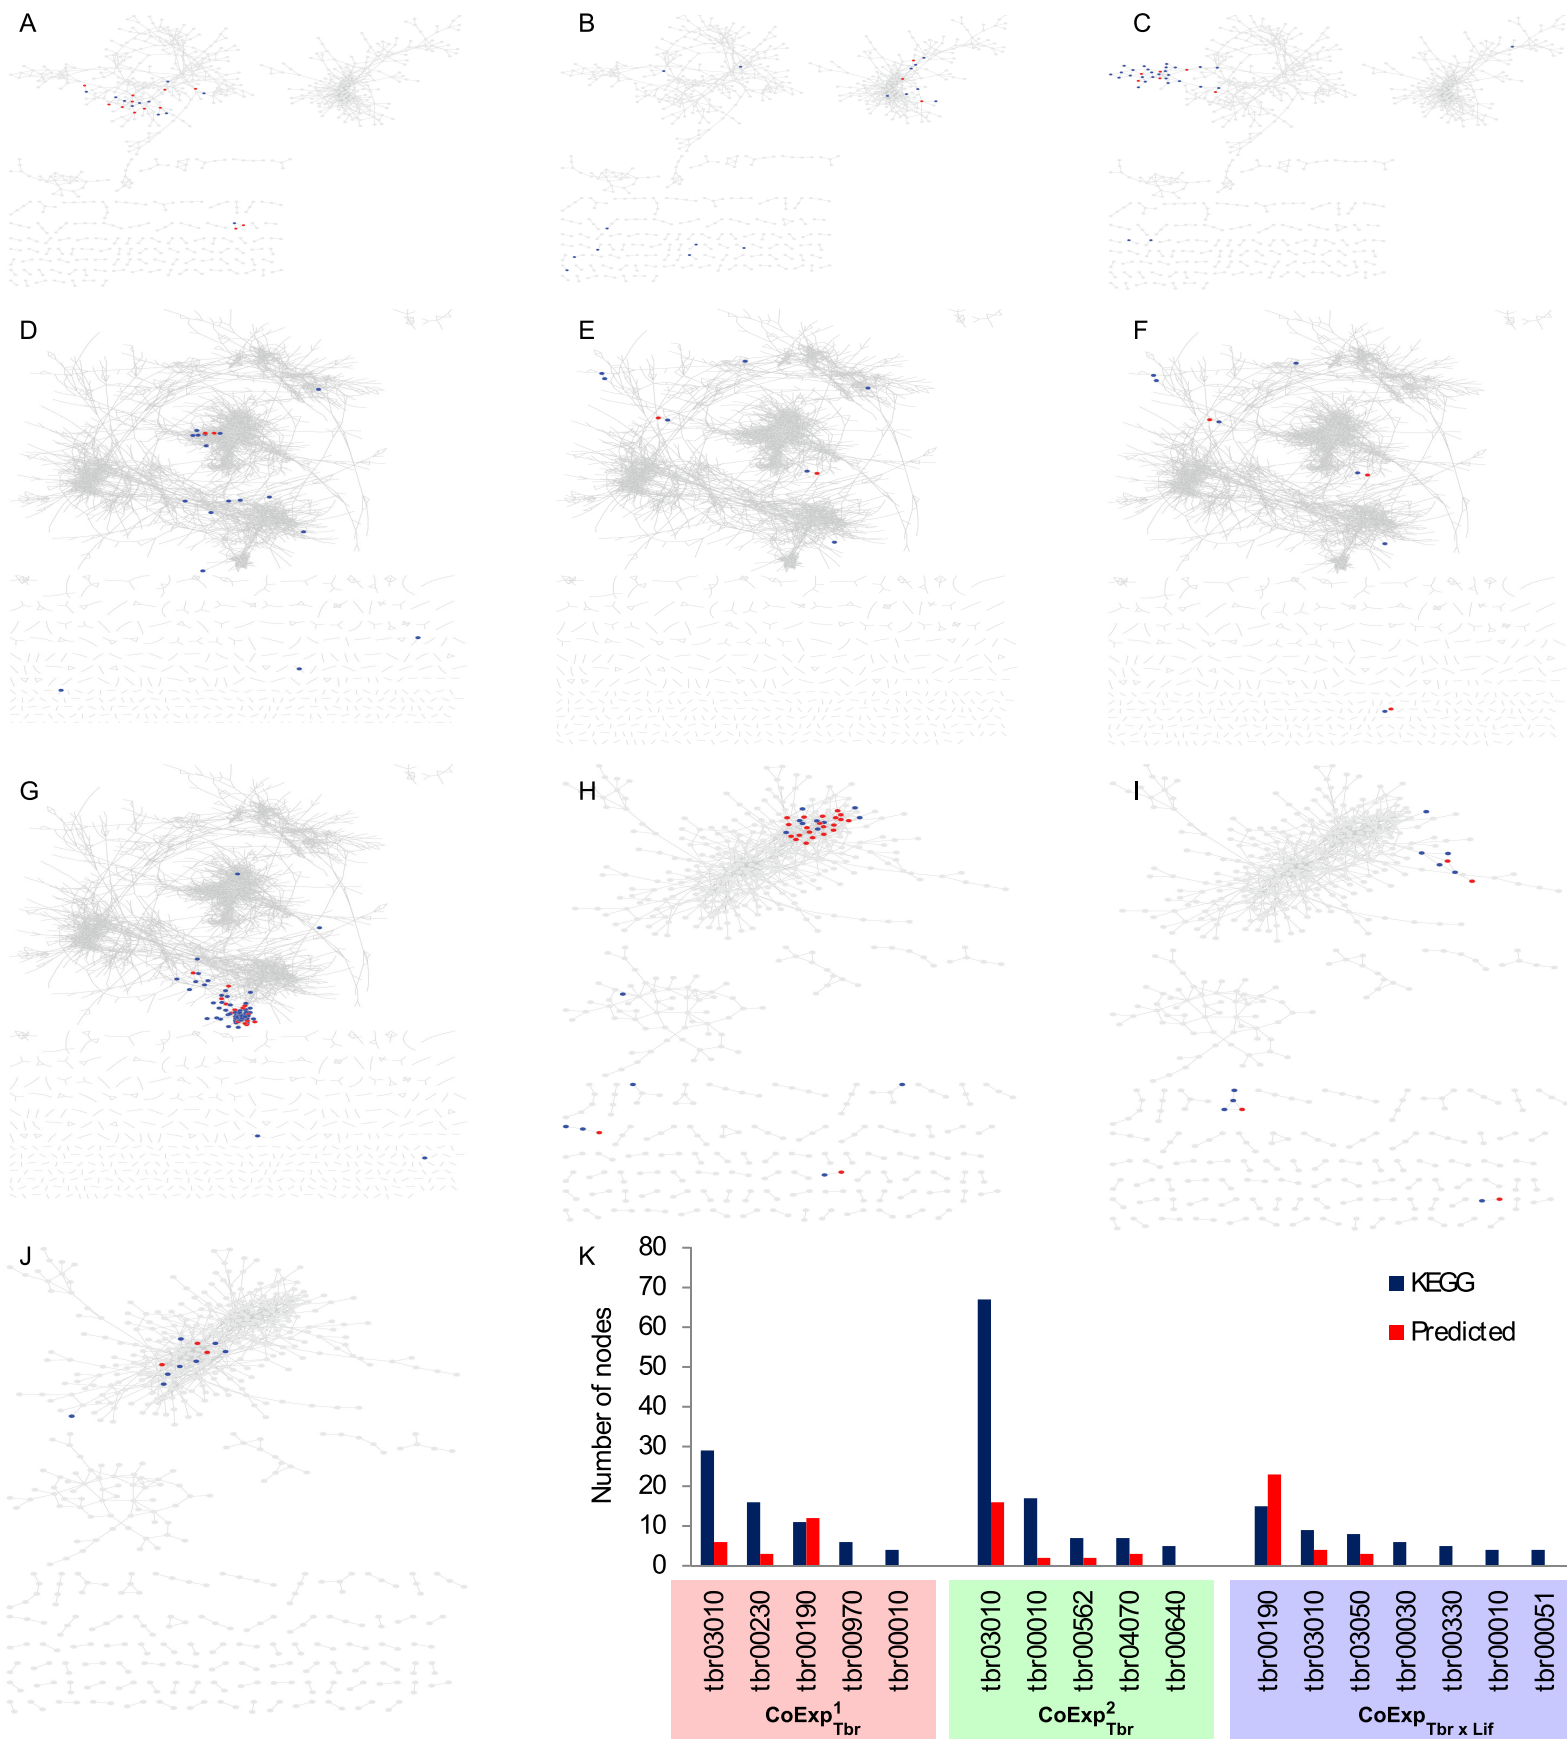 A
B
C
D
E
F
G
H
I
J
K
80
70
60
50
40
30
20
10
0
Number of nodes
KEGG
Predicted
tbr03010
tbr00230
tbr00190
tbr00970
tbr00010
tbr03010
tbr00010
tbr00562
tbr04070
tbr00640
tbr00190
tbr03010
tbr03050
tbr00030
tbr00330
tbr00010
tbr00051
CoExp¹Tbr
CoExp²Tbr
CoExpTbr x Lif